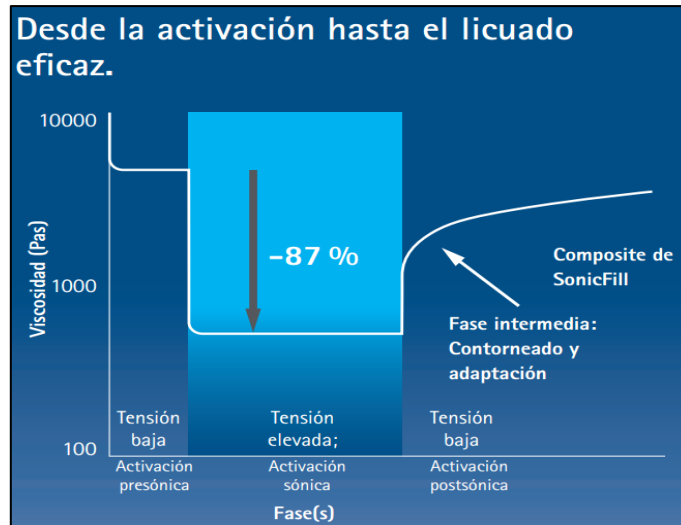 Desde la activación hasta el licuado
eficaz.
10000
1000
100
Viscosidad (Pas)
-87 %
Composite de
SonicFill
Fase intermedia:
Contorneado y
adaptación
Tensión
baja
Tensión
elevada;
Tensión
baja
Activación
presónica
Activación
sónica
Activación
postsónica
Fase(s)